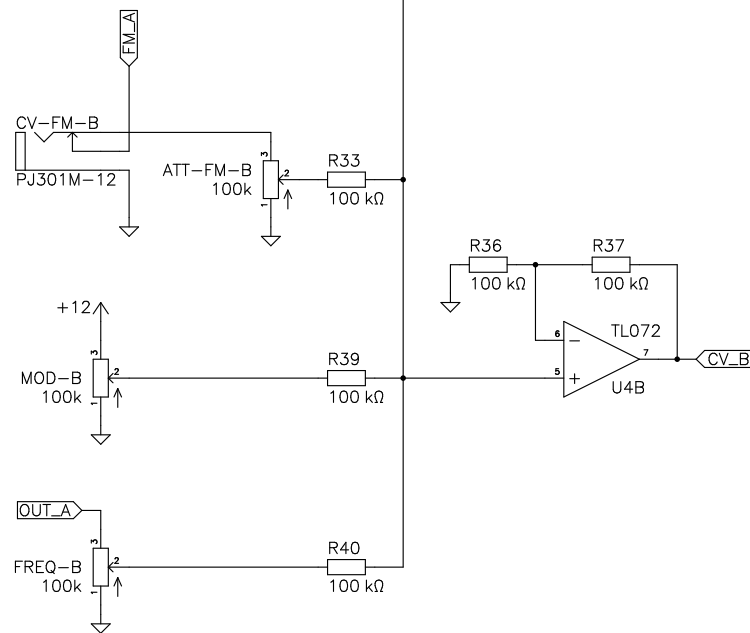 FM_A
CV-FM-B
PJ301M-12
ATT-FM-B
100k
3
2
1
R33
100 kΩ
R36
100 kΩ
R37
100 kΩ
+12
MOD-B
100k
3
2
1
R39
100 kΩ
TL072
6
7
5
U4B
CV_B
OUT_A
FREQ-B
100k
3
2
1
R40
100 kΩ